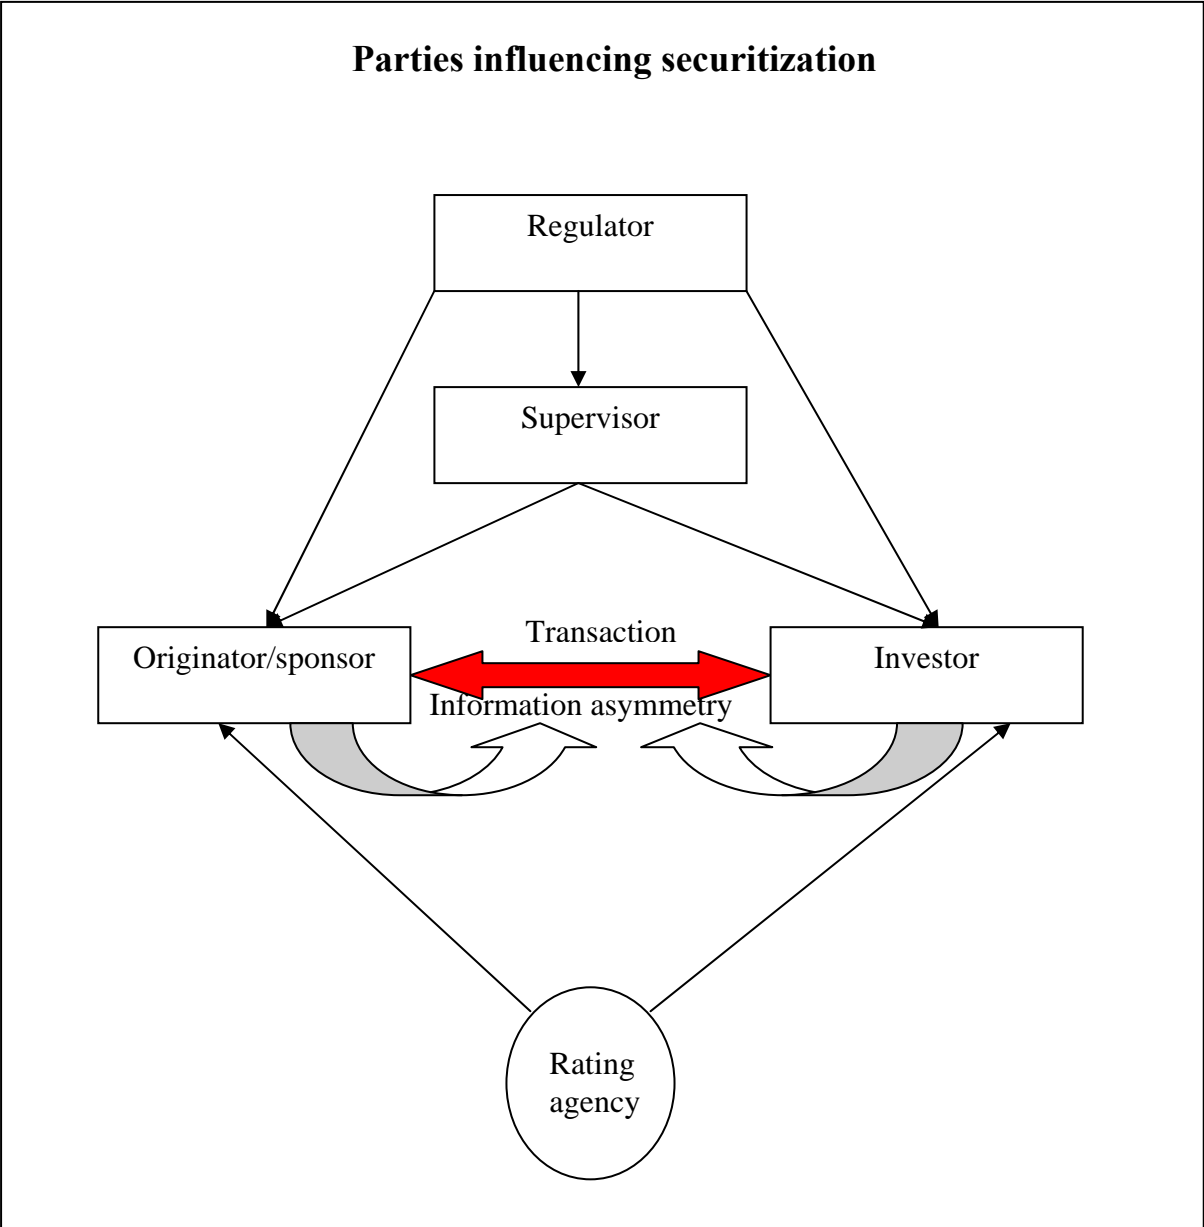 Parties influencing securitization
Regulator
Supervisor
Transaction
Originator/sponsor
Investor
Information asymmetry
Rating
agency